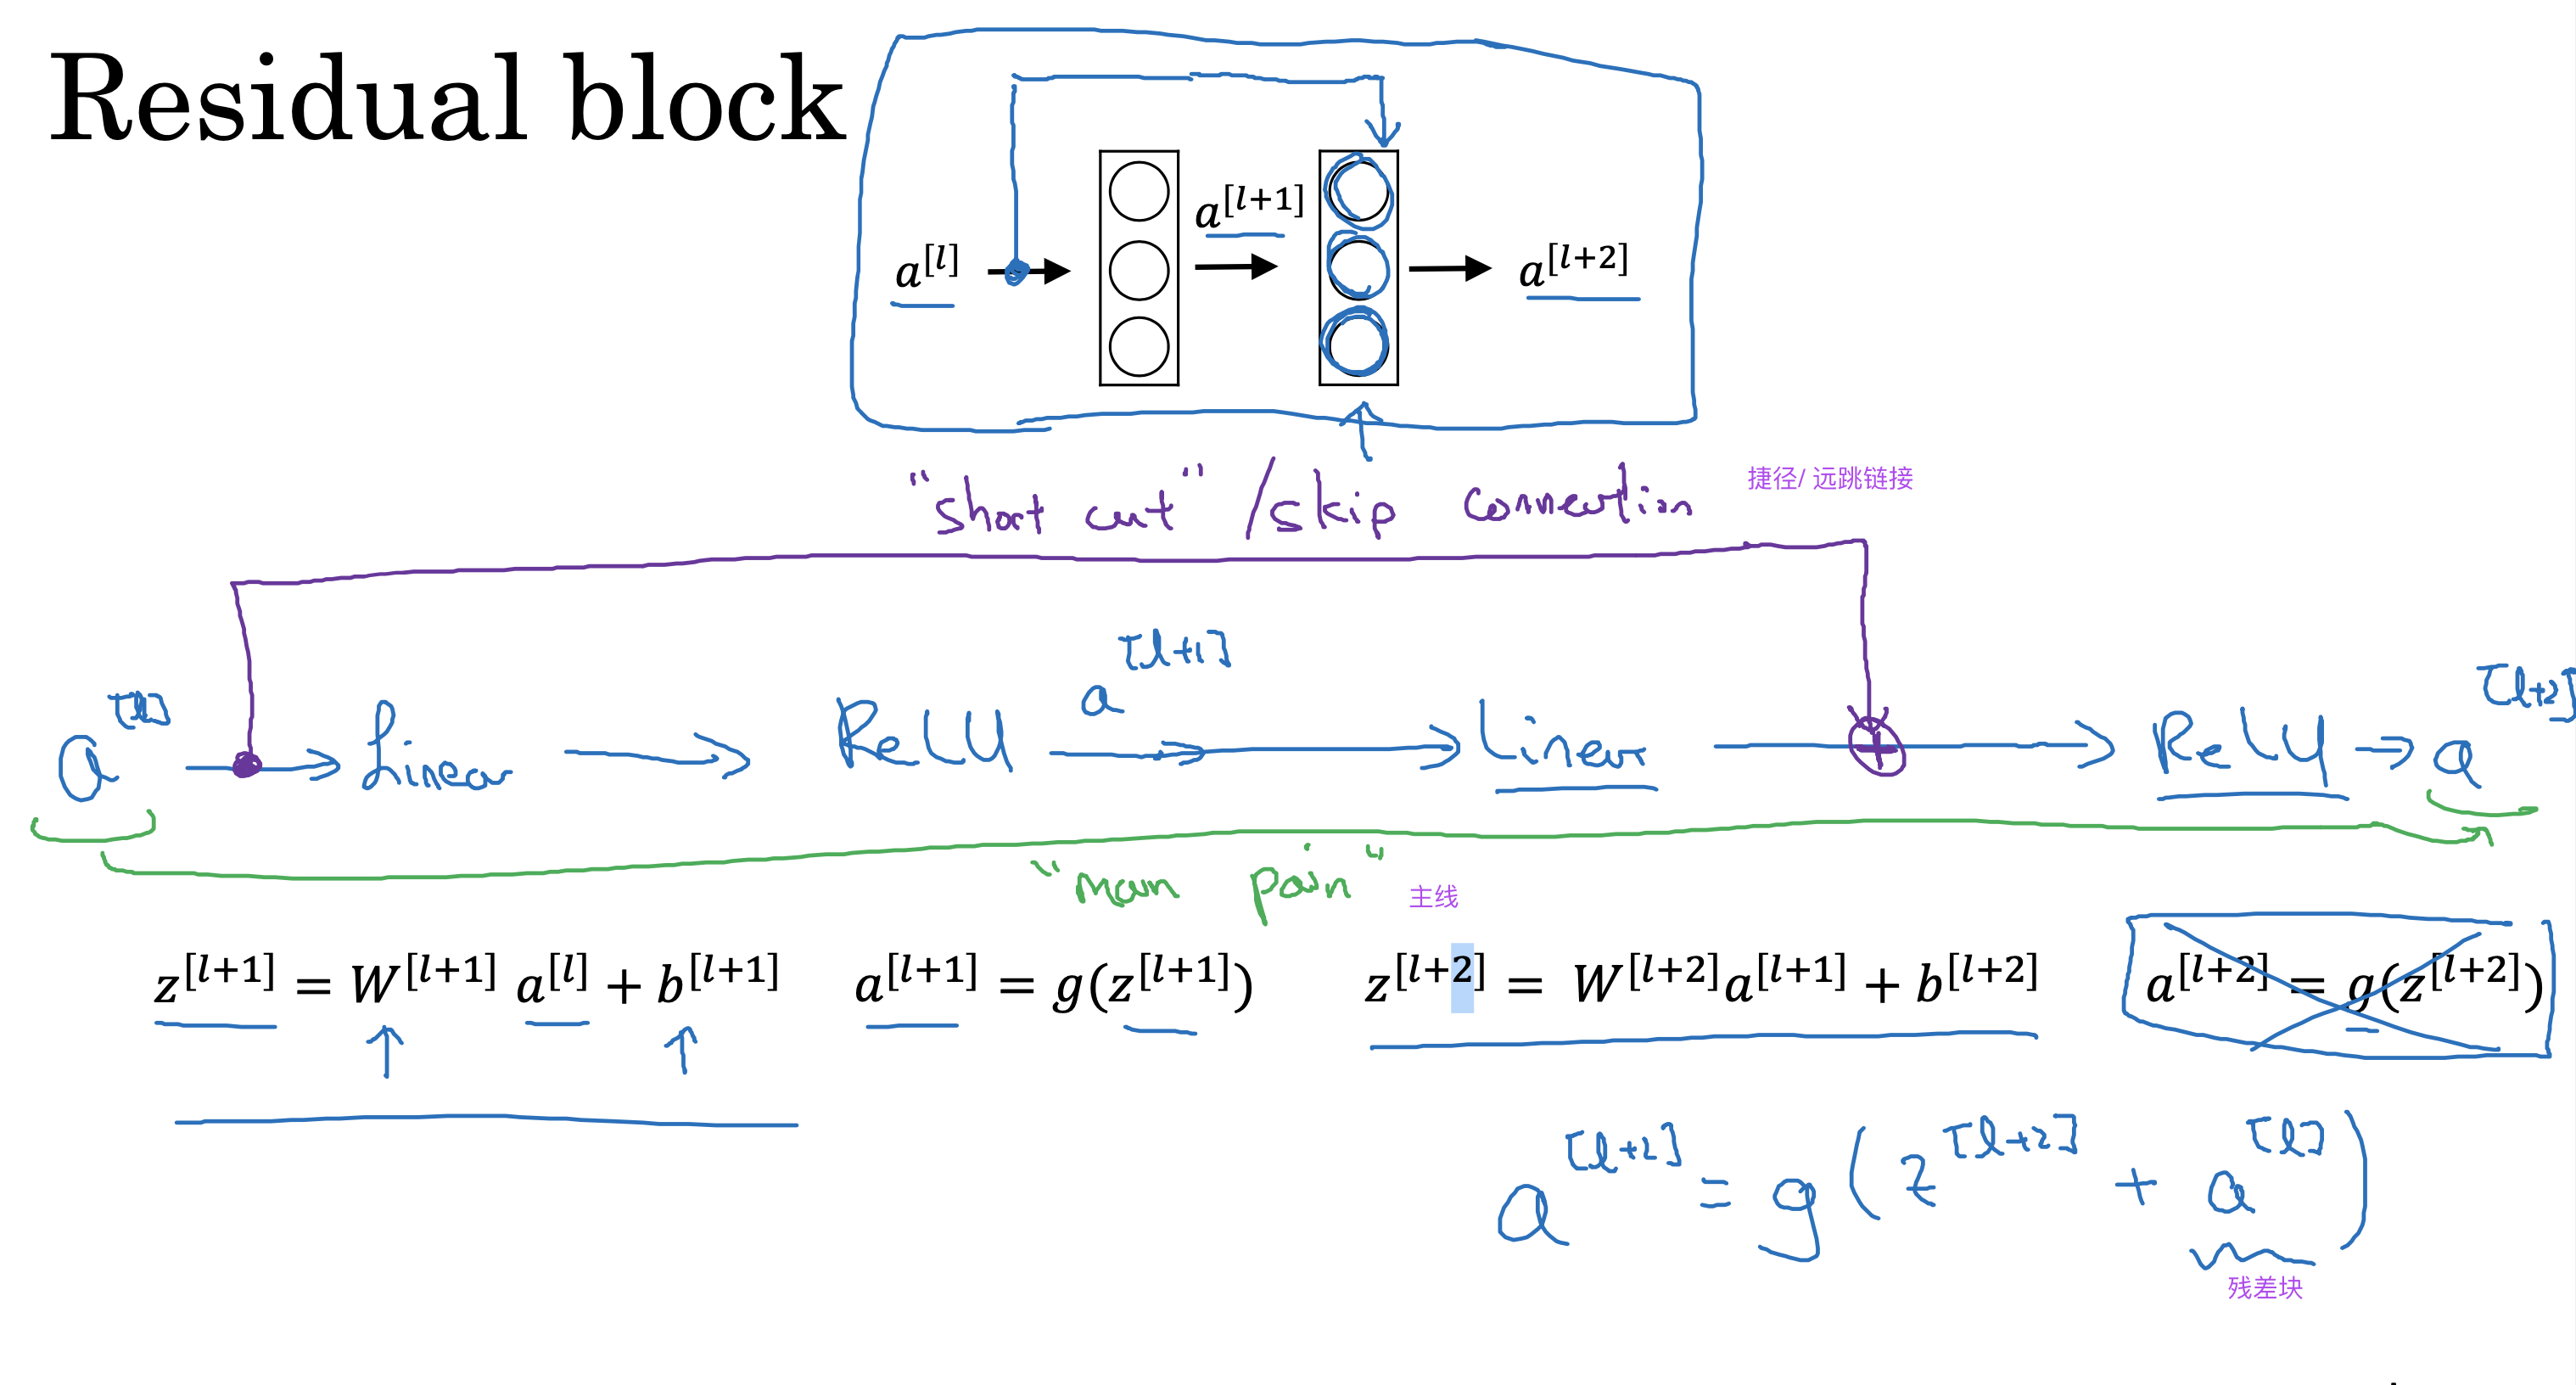 Residual block
a^[l]
a^[l+1]
a^[l+2]
"short cut" / skip connection 捷径/ 远跳链接
a^[l] → Linear → ReLU → a^[l+1] → Linear → + → ReLU → a^[l+2]
"main pain" 主线
z^[l+1] = W^[l+1] a^[l] + b^[l+1] a^[l+1] = g(z^[l+1]) z^[l+2] = W^[l+2] a^[l+1] + b^[l+2] a^[l+2] = g(z^[l+2])
a^[l+2] = g(z^[l+2] + a^[l])
残差块